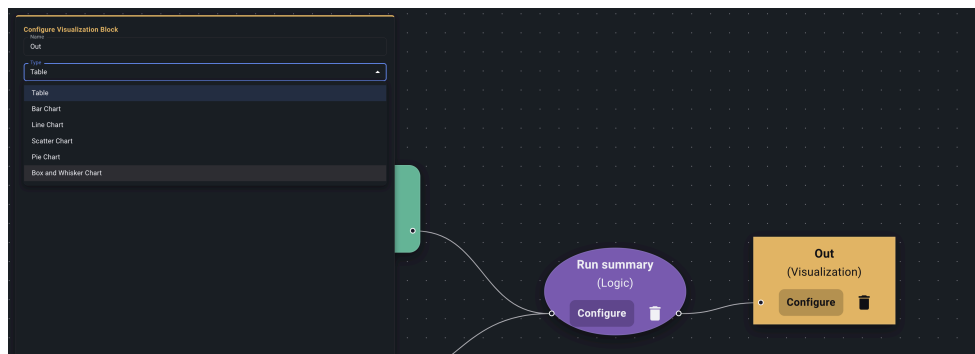 Configure Visualization Block
Name
Out
Type
Table
Table
Bar Chart
Line Chart
Scatter Chart
Pie Chart
Box and Whisker Chart
Run summary
(Logic)
Configure
Out
(Visualization)
Configure